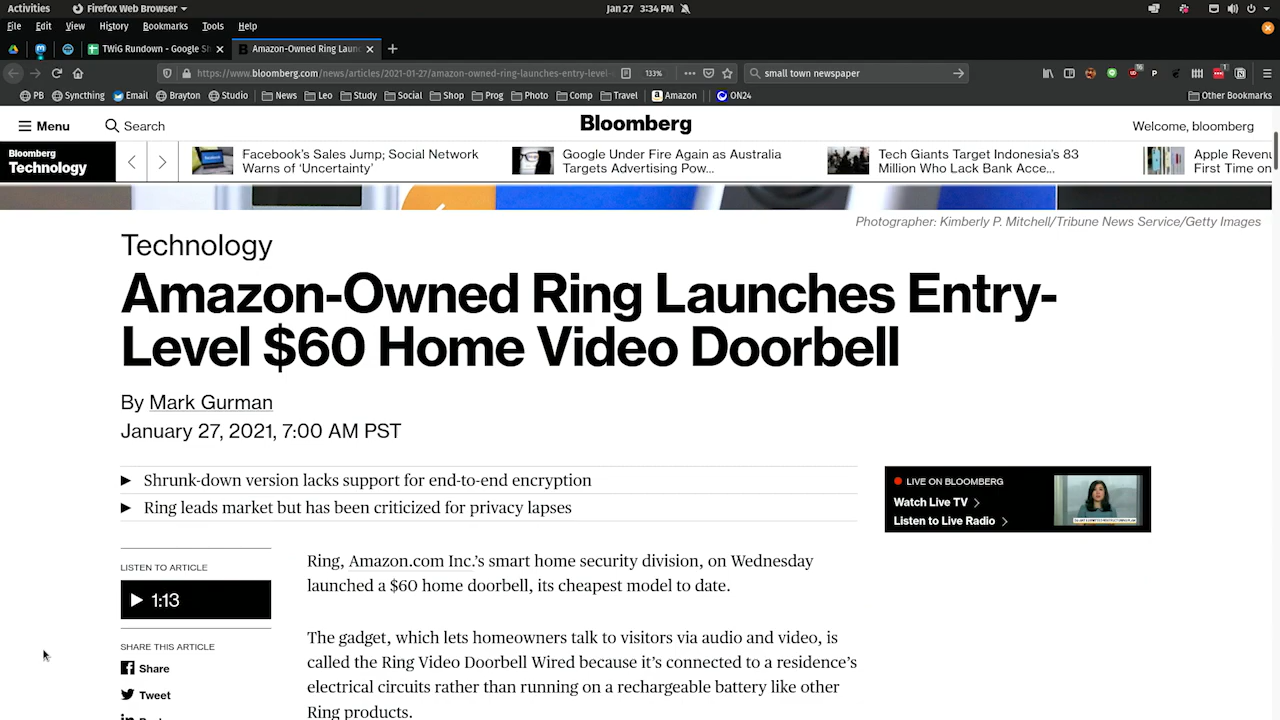 Activities
Firefox Web Browser
Jan 27 3:34 PM
File Edit View History Bookmarks Tools Help
TWiG Rundown - Google Sh
Amazon-Owned Ring Launc
https://www.bloomberg.com/news/articles/2021-01-27/amazon-owned-ring-launches-entry-level-
133%
small town newspaper
PB Syncthing Email Brayton Studio News Leo Study Social Shop Prog Photo Comp Travel Amazon ON24 Other Bookmarks
Menu
Search
Bloomberg
Welcome, bloomberg
Bloomberg
Technology
Facebook's Sales Jump; Social Network
Warns of 'Uncertainty'
Google Under Fire Again as Australia
Targets Advertising Pow...
Tech Giants Target Indonesia's 83
Million Who Lack Bank Acce...
Apple Revenu
First Time on
Photographer: Kimberly P. Mitchell/Tribune News Service/Getty Images
Technology
Amazon-Owned Ring Launches Entry-
Level $60 Home Video Doorbell
By Mark Gurman
January 27, 2021, 7:00 AM PST
Shrunk-down version lacks support for end-to-end encryption
Ring leads market but has been criticized for privacy lapses
LIVE ON BLOOMBERG
Watch Live TV
Listen to Live Radio
LISTEN TO ARTICLE
1:13
SHARE THIS ARTICLE
Share
Tweet
Ring, Amazon.com Inc.'s smart home security division, on Wednesday
launched a $60 home doorbell, its cheapest model to date.
The gadget, which lets homeowners talk to visitors via audio and video, is
called the Ring Video Doorbell Wired because it's connected to a residence's
electrical circuits rather than running on a rechargeable battery like other
Ring products.